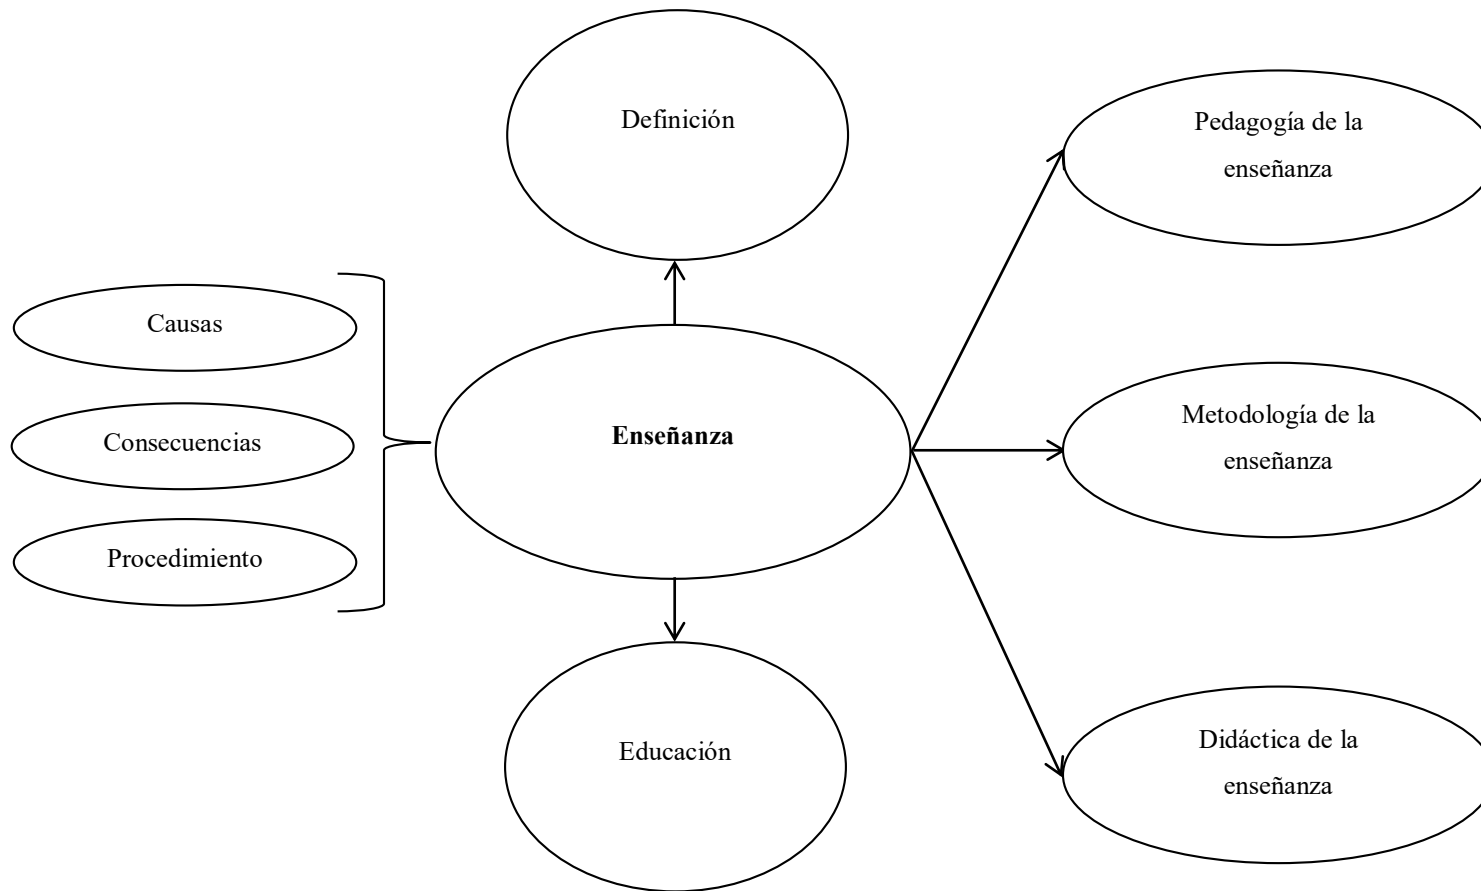 Definición
Pedagogía de la
enseñanza
Causas
Consecuencias
Procedimiento
Enseñanza
Metodología de la
enseñanza
Educación
Didáctica de la
enseñanza